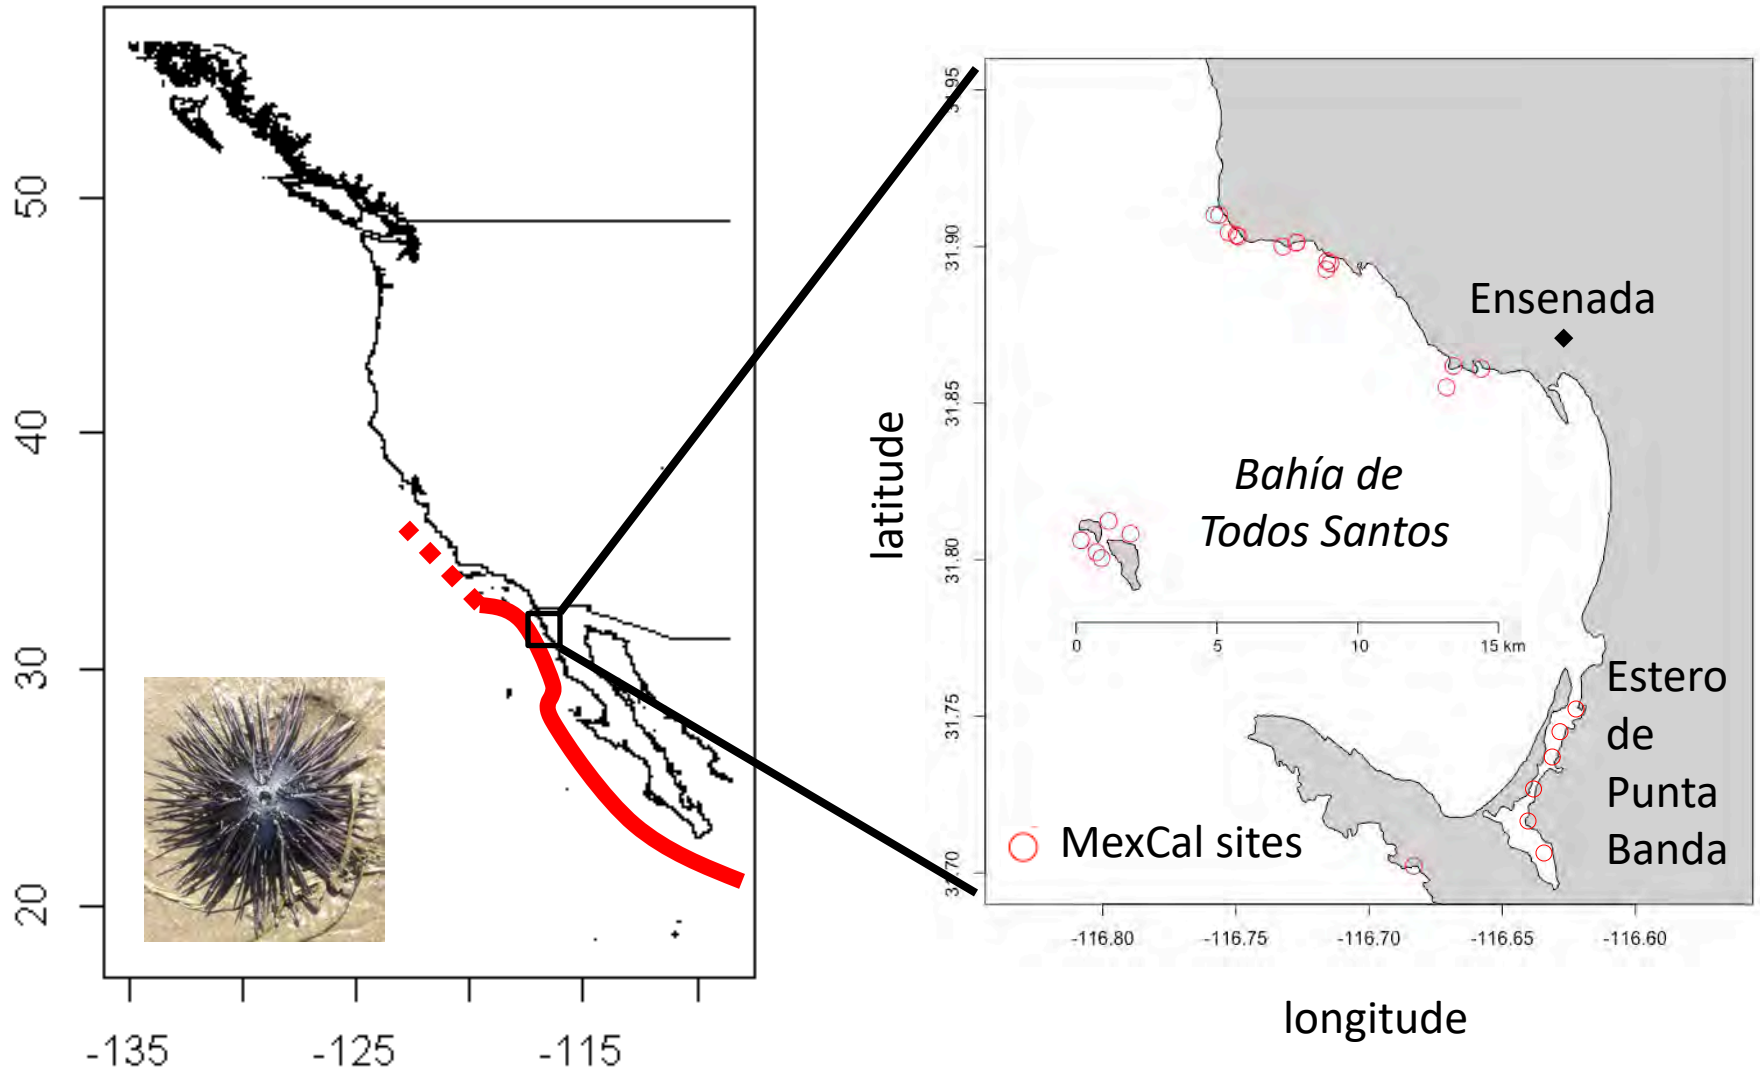 50
40
30
20
-135
-125
-115
latitude
31.95
31.90
31.85
31.80
31.75
31.70
Ensenada
Bahía de
Todos Santos
0
5
10
15 km
Estero
de
Punta
Banda
MexCal sites
-116.80
-116.75
-116.70
-116.65
-116.60
longitude